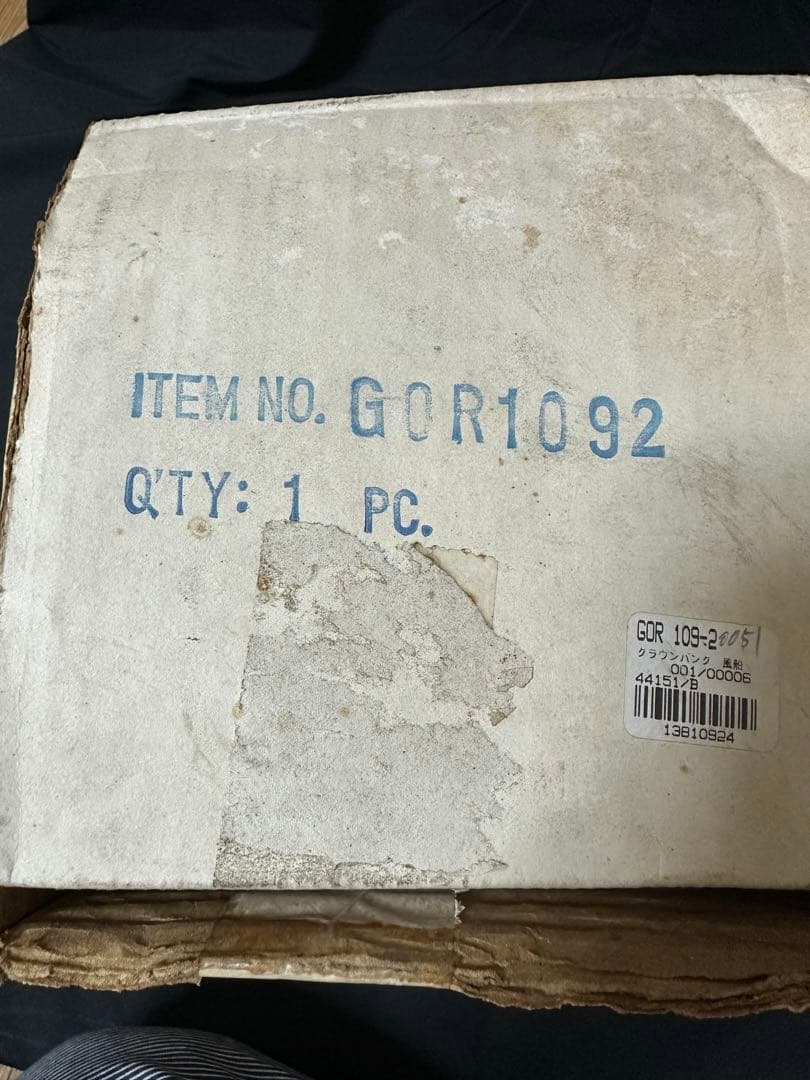 ITEM NO. GOR1092
Q'TY: 1 PC.
GOR 109-2 0051
クラウンバンク 風船
001/00006
44151/B
13810924